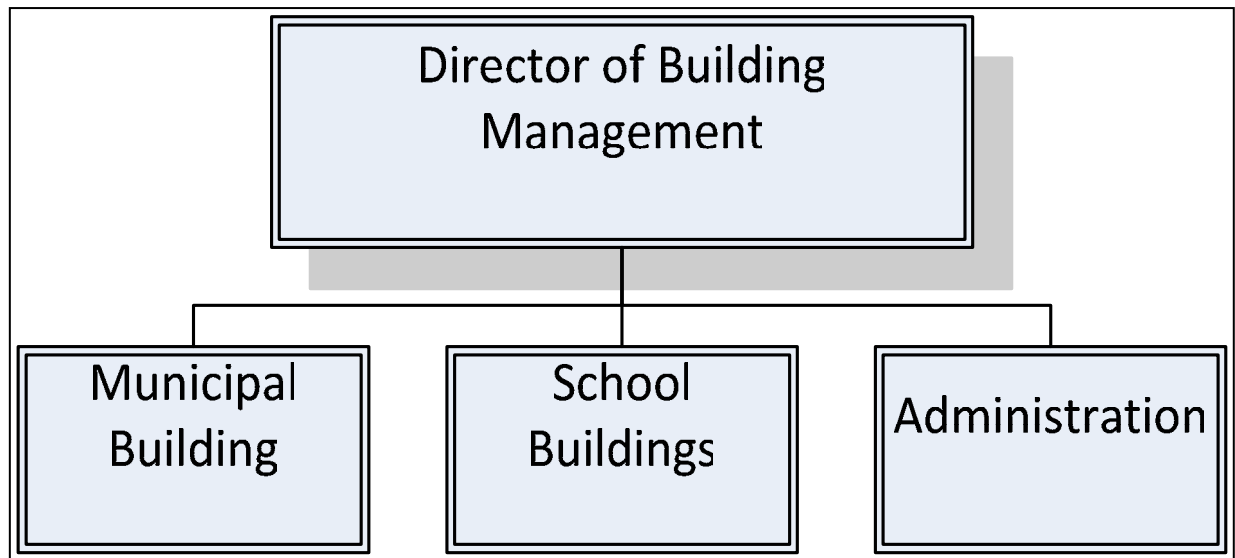 Director of Building
Management
Municipal
Building
School
Buildings
Administration